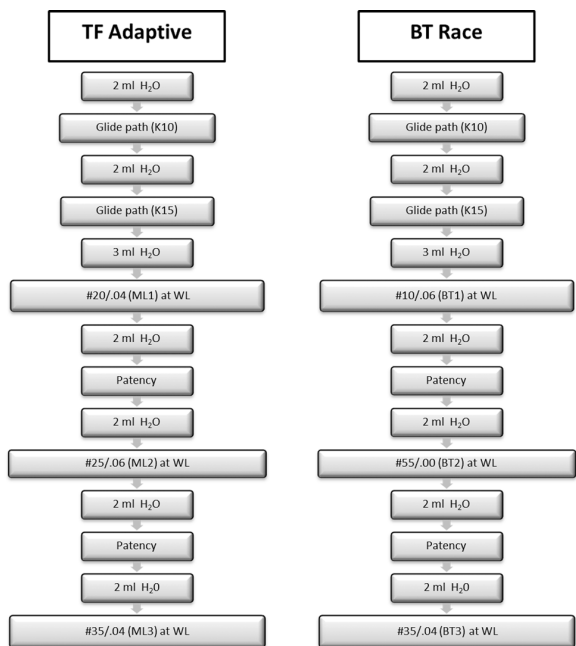 TF Adaptive
2 ml H₂O
Glide path (K10)
2 ml H₂O
Glide path (K15)
3 ml H₂O
#20/.04 (ML1) at WL
2 ml H₂O
Patency
2 ml H₂O
#25/.06 (ML2) at WL
2 ml H₂O
Patency
2 ml H₂0
#35/.04 (ML3) at WL
BT Race
2 ml H₂O
Glide path (K10)
2 ml H₂O
Glide path (K15)
3 ml H₂O
#10/.06 (BT1) at WL
2 ml H₂O
Patency
2 ml H₂O
#55/.00 (BT2) at WL
2 ml H₂O
Patency
2 ml H₂0
#35/.04 (BT3) at WL